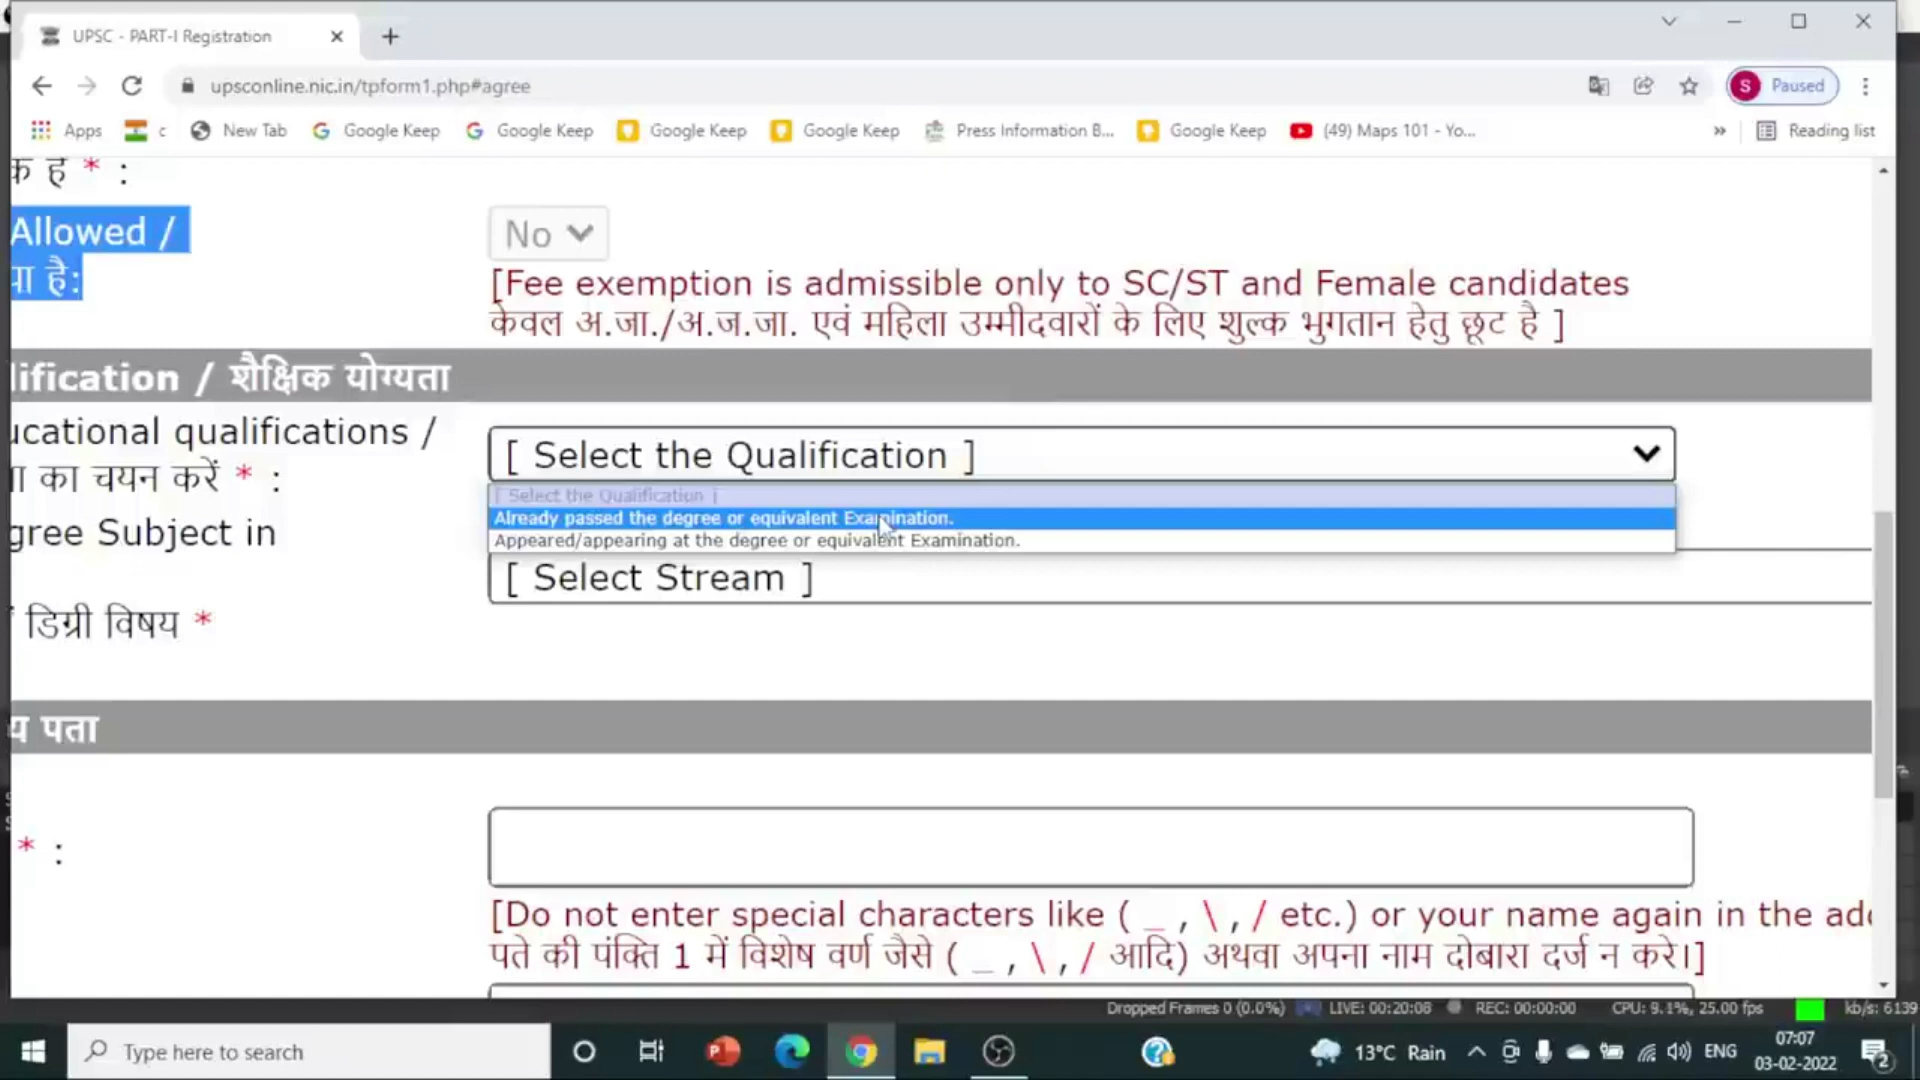 UPSC - PART-I Registration
upsconline.nic.in/tpform1.php#agree
S Paused
Apps c New Tab Google Keep Google Keep Google Keep Google Keep Press Information B... Google Keep (49) Maps 101 - Yo... » Reading list
क है * :
Allowed /
या है:
No
[Fee exemption is admissible only to SC/ST and Female candidates
केवल अ.जा./अ.ज.जा. एवं महिला उम्मीदवारों के लिए शुल्क भुगतान हेतु छूट है ]
lification / शैक्षिक योग्यता
ucational qualifications /
ा का चयन करें * :
[ Select the Qualification ]
[ Select the Qualification ]
Already passed the degree or equivalent Examination.
Appeared/appearing at the degree or equivalent Examination.
gree Subject in
[ Select Stream ]
डिग्री विषय *
य पता
* :
[Do not enter special characters like ( _ , \ , / etc.) or your name again in the add
पते की पंक्ति 1 में विशेष वर्ण जैसे ( _ , \ , / आदि) अथवा अपना नाम दोबारा दर्ज न करे।]
Dropped Frames 0 (0.0%) LIVE: 00:20:08 REC: 00:00:00 CPU: 9.1%, 25.00 fps kb/s: 6139
Type here to search
13°C Rain
ENG
07:07
03-02-2022
2